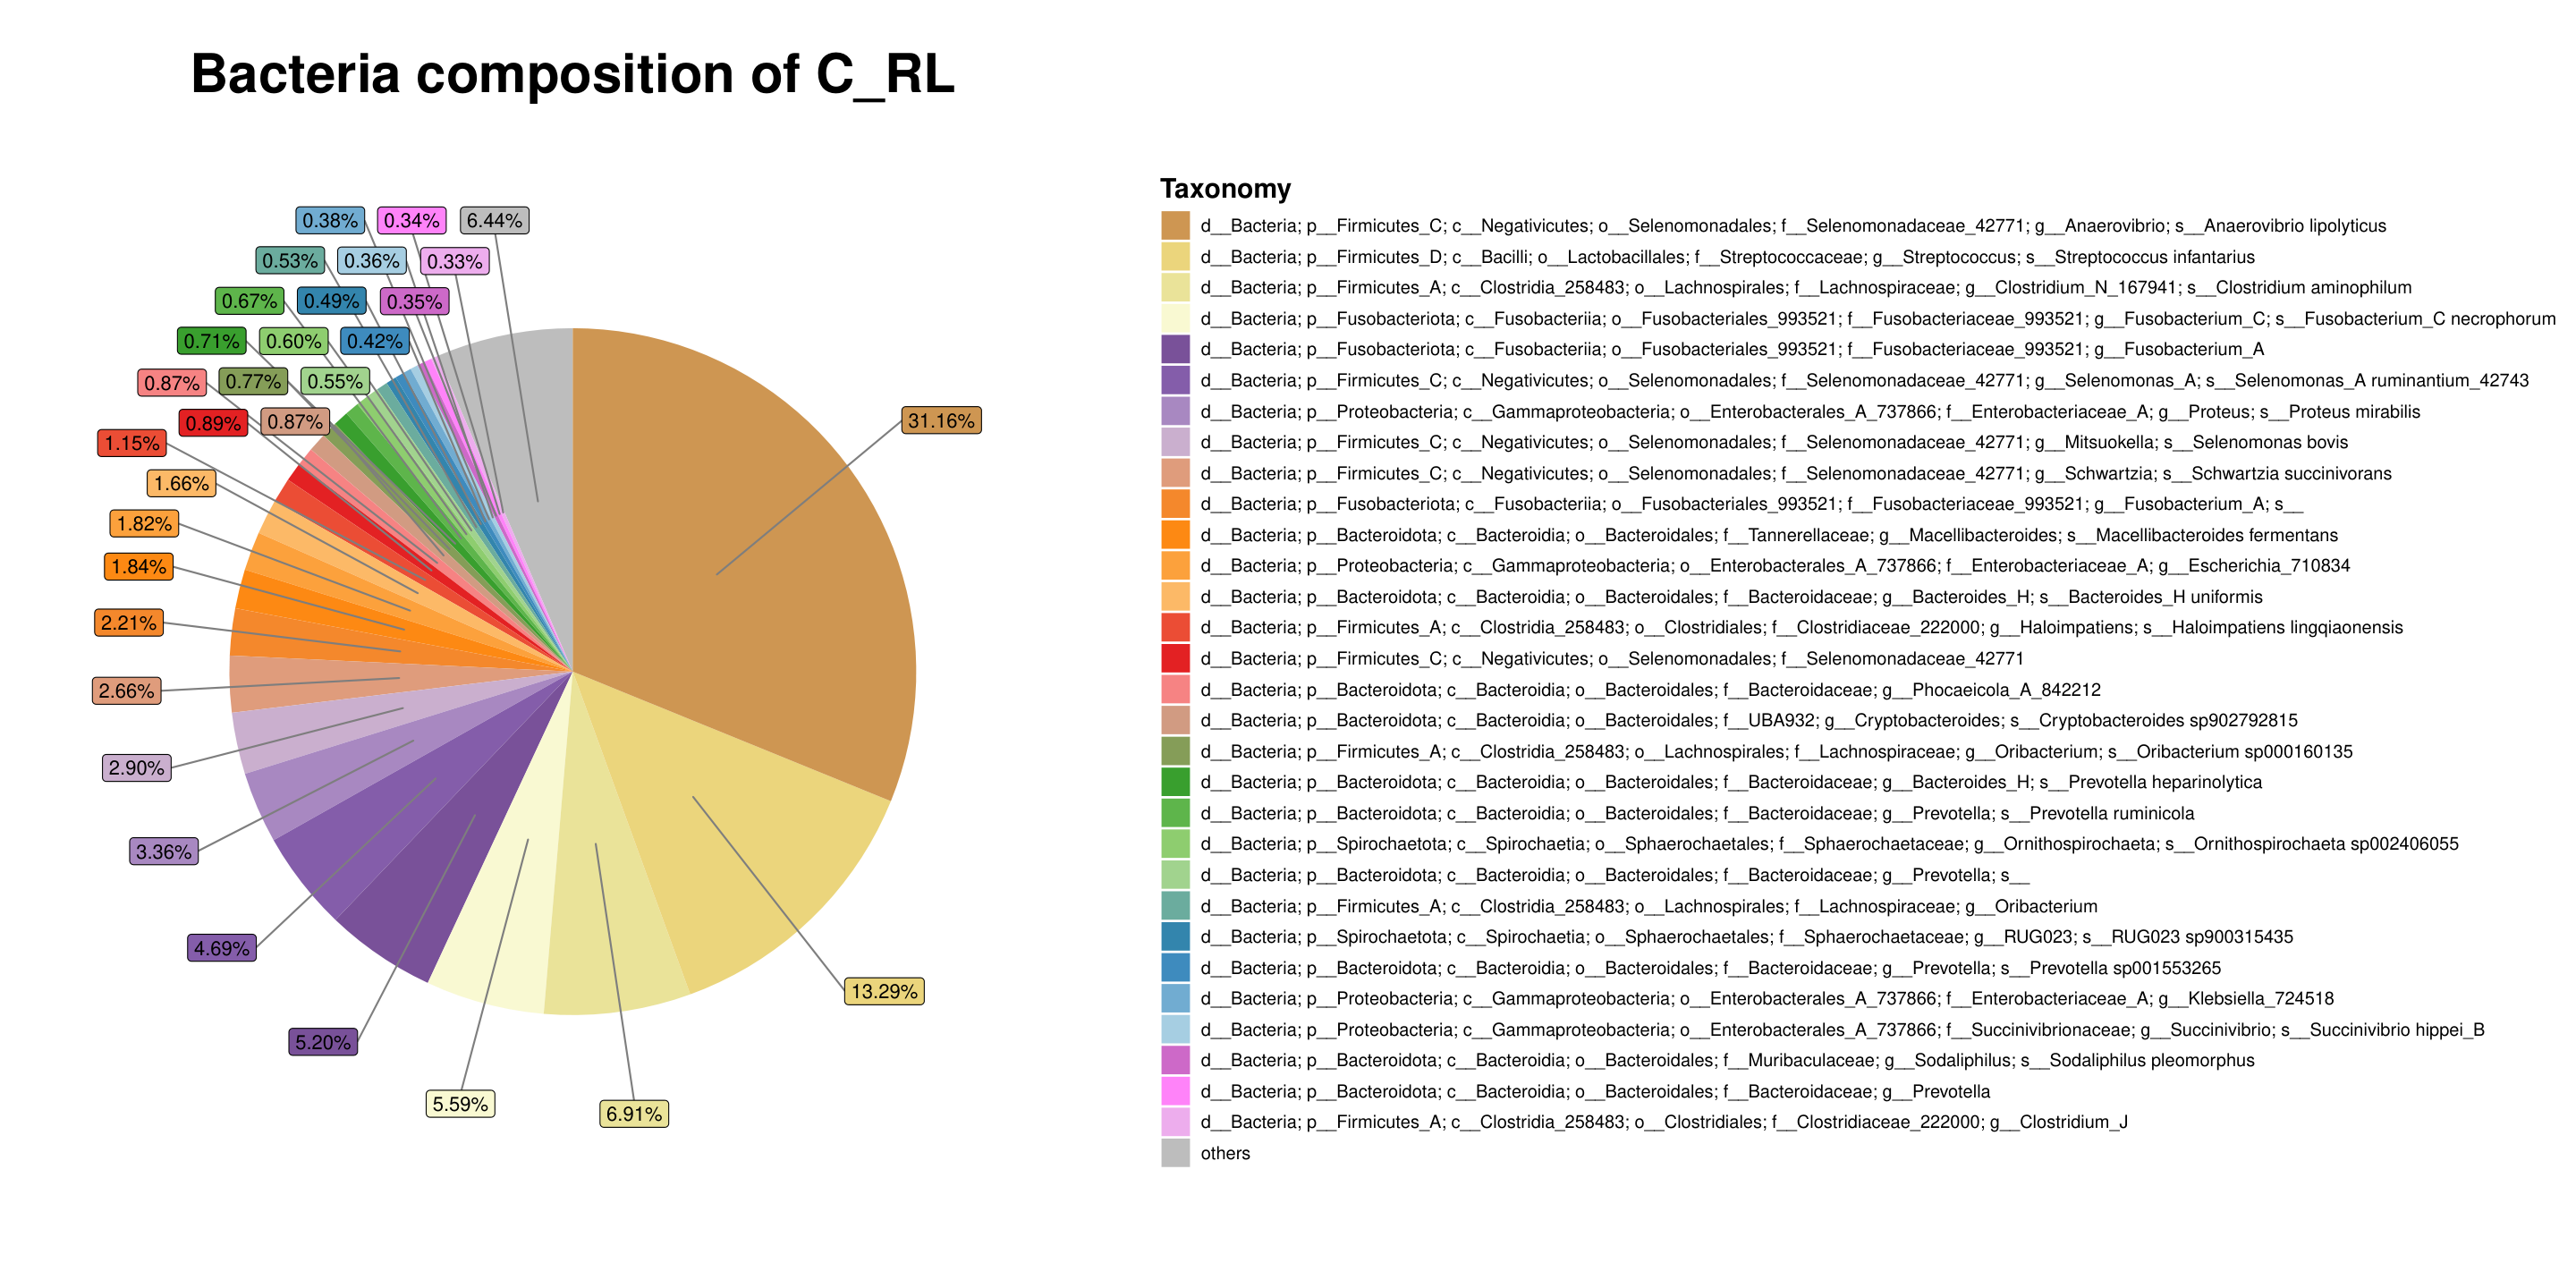 Bacteria composition of C_RL
0.38%
0.34%
6.44%
0.53%
0.36%
0.33%
0.67%
0.49%
0.35%
0.71%
0.60%
0.42%
0.87%
0.77%
0.55%
0.89%
0.87%
1.15%
1.66%
1.82%
1.84%
2.21%
2.66%
2.90%
3.36%
4.69%
5.20%
5.59%
6.91%
13.29%
31.16%
Taxonomy
d__Bacteria; p__Firmicutes_C; c__Negativicutes; o__Selenomonadales; f__Selenomonadaceae_42771; g__Anaerovibrio; s__Anaerovibrio lipolyticus
d__Bacteria; p__Firmicutes_D; c__Bacilli; o__Lactobacillales; f__Streptococcaceae; g__Streptococcus; s__Streptococcus infantarius
d__Bacteria; p__Firmicutes_A; c__Clostridia_258483; o__Lachnospirales; f__Lachnospiraceae; g__Clostridium_N_167941; s__Clostridium aminophilum
d__Bacteria; p__Fusobacteriota; c__Fusobacteriia; o__Fusobacteriales_993521; f__Fusobacteriaceae_993521; g__Fusobacterium_C; s__Fusobacterium_C necrophorum
d__Bacteria; p__Fusobacteriota; c__Fusobacteriia; o__Fusobacteriales_993521; f__Fusobacteriaceae_993521; g__Fusobacterium_A
d__Bacteria; p__Firmicutes_C; c__Negativicutes; o__Selenomonadales; f__Selenomonadaceae_42771; g__Selenomonas_A; s__Selenomonas_A ruminantium_42743
d__Bacteria; p__Proteobacteria; c__Gammaproteobacteria; o__Enterobacterales_A_737866; f__Enterobacteriaceae_A; g__Proteus; s__Proteus mirabilis
d__Bacteria; p__Firmicutes_C; c__Negativicutes; o__Selenomonadales; f__Selenomonadaceae_42771; g__Mitsuokella; s__Selenomonas bovis
d__Bacteria; p__Firmicutes_C; c__Negativicutes; o__Selenomonadales; f__Selenomonadaceae_42771; g__Schwartzia; s__Schwartzia succinivorans
d__Bacteria; p__Fusobacteriota; c__Fusobacteriia; o__Fusobacteriales_993521; f__Fusobacteriaceae_993521; g__Fusobacterium_A; s__
d__Bacteria; p__Bacteroidota; c__Bacteroidia; o__Bacteroidales; f__Tannerellaceae; g__Macellibacteroides; s__Macellibacteroides fermentans
d__Bacteria; p__Proteobacteria; c__Gammaproteobacteria; o__Enterobacterales_A_737866; f__Enterobacteriaceae_A; g__Escherichia_710834
d__Bacteria; p__Bacteroidota; c__Bacteroidia; o__Bacteroidales; f__Bacteroidaceae; g__Bacteroides_H; s__Bacteroides_H uniformis
d__Bacteria; p__Firmicutes_A; c__Clostridia_258483; o__Clostridiales; f__Clostridiaceae_222000; g__Haloimpatiens; s__Haloimpatiens lingqiaonensis
d__Bacteria; p__Firmicutes_C; c__Negativicutes; o__Selenomonadales; f__Selenomonadaceae_42771
d__Bacteria; p__Bacteroidota; c__Bacteroidia; o__Bacteroidales; f__Bacteroidaceae; g__Phocaeicola_A_842212
d__Bacteria; p__Bacteroidota; c__Bacteroidia; o__Bacteroidales; f__UBA932; g__Cryptobacteroides; s__Cryptobacteroides sp902792815
d__Bacteria; p__Firmicutes_A; c__Clostridia_258483; o__Lachnospirales; f__Lachnospiraceae; g__Oribacterium; s__Oribacterium sp000160135
d__Bacteria; p__Bacteroidota; c__Bacteroidia; o__Bacteroidales; f__Bacteroidaceae; g__Bacteroides_H; s__Prevotella heparinolytica
d__Bacteria; p__Bacteroidota; c__Bacteroidia; o__Bacteroidales; f__Bacteroidaceae; g__Prevotella; s__Prevotella ruminicola
d__Bacteria; p__Spirochaetota; c__Spirochaetia; o__Sphaerochaetales; f__Sphaerochaetaceae; g__Ornithospirochaeta; s__Ornithospirochaeta sp002406055
d__Bacteria; p__Bacteroidota; c__Bacteroidia; o__Bacteroidales; f__Bacteroidaceae; g__Prevotella; s__
d__Bacteria; p__Firmicutes_A; c__Clostridia_258483; o__Lachnospirales; f__Lachnospiraceae; g__Oribacterium
d__Bacteria; p__Spirochaetota; c__Spirochaetia; o__Sphaerochaetales; f__Sphaerochaetaceae; g__RUG023; s__RUG023 sp900315435
d__Bacteria; p__Bacteroidota; c__Bacteroidia; o__Bacteroidales; f__Bacteroidaceae; g__Prevotella; s__Prevotella sp001553265
d__Bacteria; p__Proteobacteria; c__Gammaproteobacteria; o__Enterobacterales_A_737866; f__Enterobacteriaceae_A; g__Klebsiella_724518
d__Bacteria; p__Proteobacteria; c__Gammaproteobacteria; o__Enterobacterales_A_737866; f__Succinivibrionaceae; g__Succinivibrio; s__Succinivibrio hippei_B
d__Bacteria; p__Bacteroidota; c__Bacteroidia; o__Bacteroidales; f__Muribaculaceae; g__Sodaliphilus; s__Sodaliphilus pleomorphus
d__Bacteria; p__Bacteroidota; c__Bacteroidia; o__Bacteroidales; f__Bacteroidaceae; g__Prevotella
d__Bacteria; p__Firmicutes_A; c__Clostridia_258483; o__Clostridiales; f__Clostridiaceae_222000; g__Clostridium_J
others